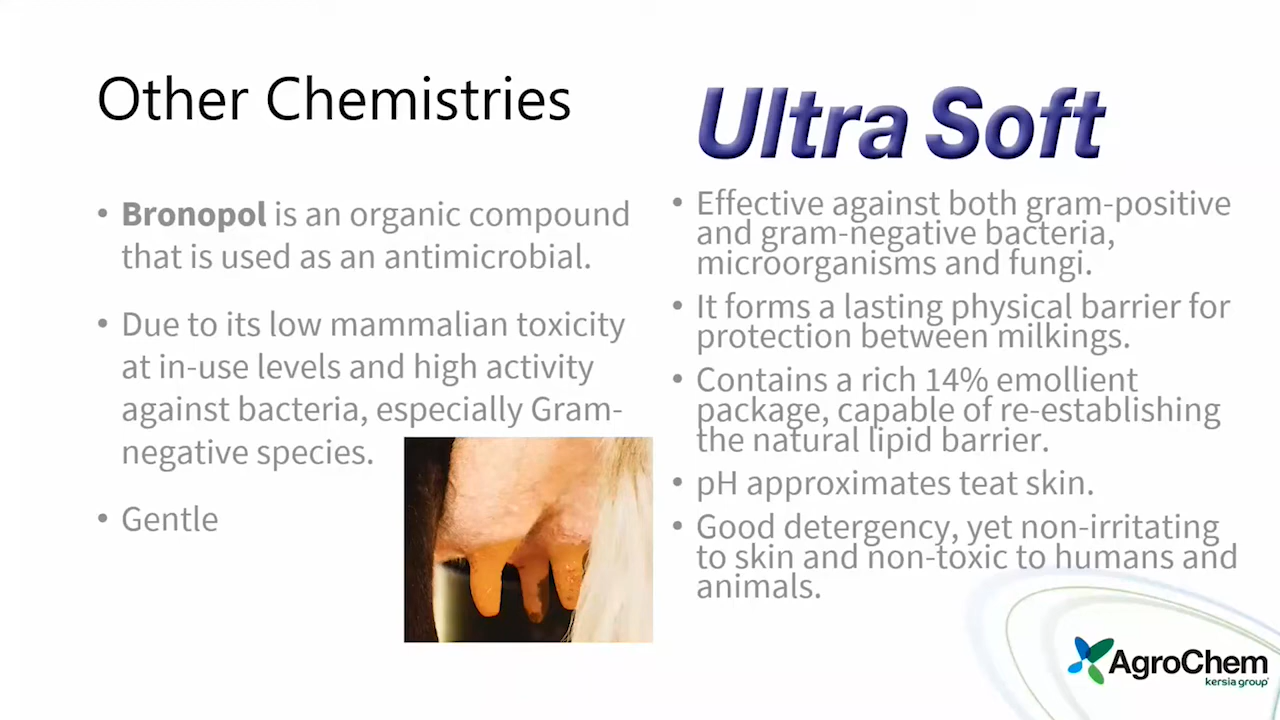 Other Chemistries
• Bronopol is an organic compound
that is used as an antimicrobial.
• Due to its low mammalian toxicity
at in-use levels and high activity
against bacteria, especially Gram-
negative species.
• Gentle
Ultra Soft
• Effective against both gram-positive
and gram-negative bacteria,
microorganisms and fungi.
• It forms a lasting physical barrier for
protection between milkings.
• Contains a rich 14% emollient
package, capable of re-establishing
the natural lipid barrier.
• pH approximates teat skin.
• Good detergency, yet non-irritating
to skin and non-toxic to humans and
animals.
AgroChem
kersia group